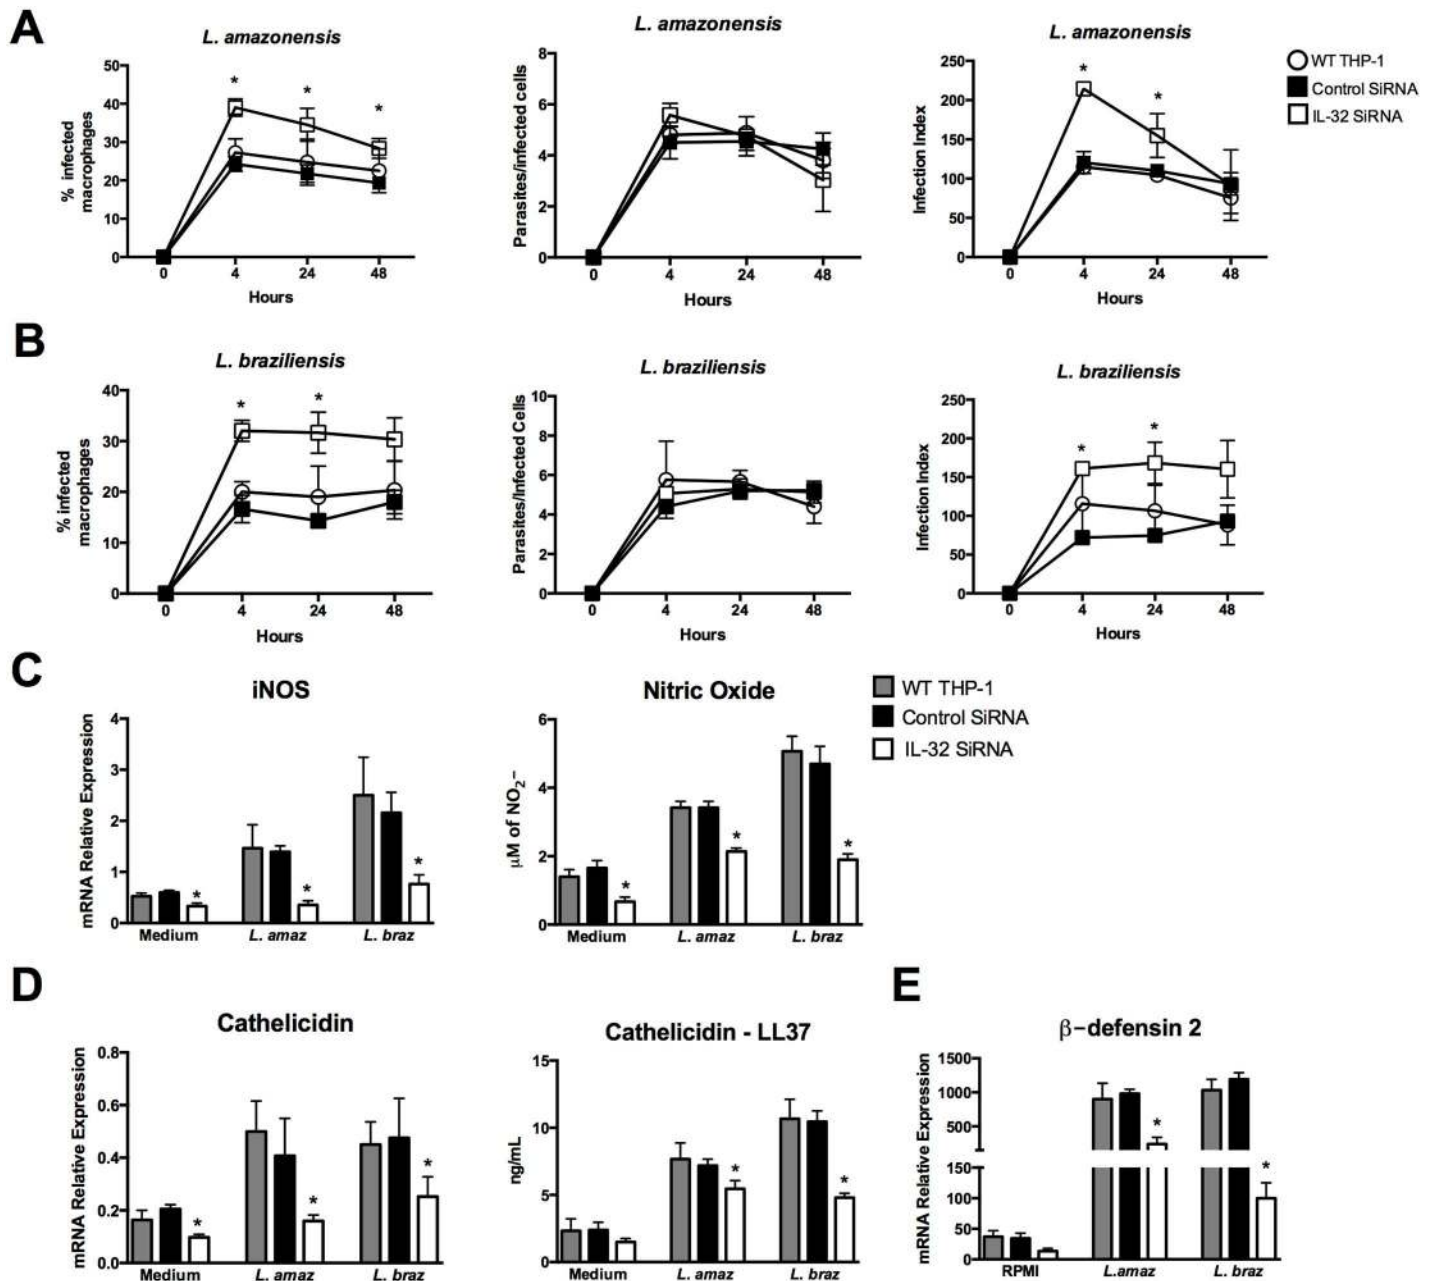 A
L. amazonensis
% infected
macrophages
50
40
30
20
10
0
* * *
0 4 24 48
Hours
L. amazonensis
Parasites/infected cells
8
6
4
2
0
0 4 24 48
Hours
L. amazonensis
Infection Index
250
200
150
100
50
0
* *
0 4 24 48
Hours
WT THP-1
Control SiRNA
IL-32 SiRNA
B
L. braziliensis
% infected
macrophages
40
30
20
10
0
* *
0 4 24 48
Hours
L. braziliensis
Parasites/Infected Cells
10
8
6
4
2
0
0 4 24 48
Hours
L. braziliensis
Infection Index
250
200
150
100
50
0
* *
0 4 24 48
Hours
C
iNOS
mRNA Relative Expression
4
3
2
1
0
* * *
Medium L. amaz L. braz
Nitric Oxide
μM of NO₂⁻
6
4
2
0
* * *
Medium L. amaz L. braz
WT THP-1
Control SiRNA
IL-32 SiRNA
D
Cathelicidin
mRNA Relative Expression
0.8
0.6
0.4
0.2
0.0
* * *
Medium L. amaz L. braz
Cathelicidin - LL37
ng/mL
15
10
5
0
* *
Medium L. amaz L. braz
E
β-defensin 2
mRNA Relative Expression
1500
1000
500
150
100
50
0
* *
RPMI L.amaz L. braz